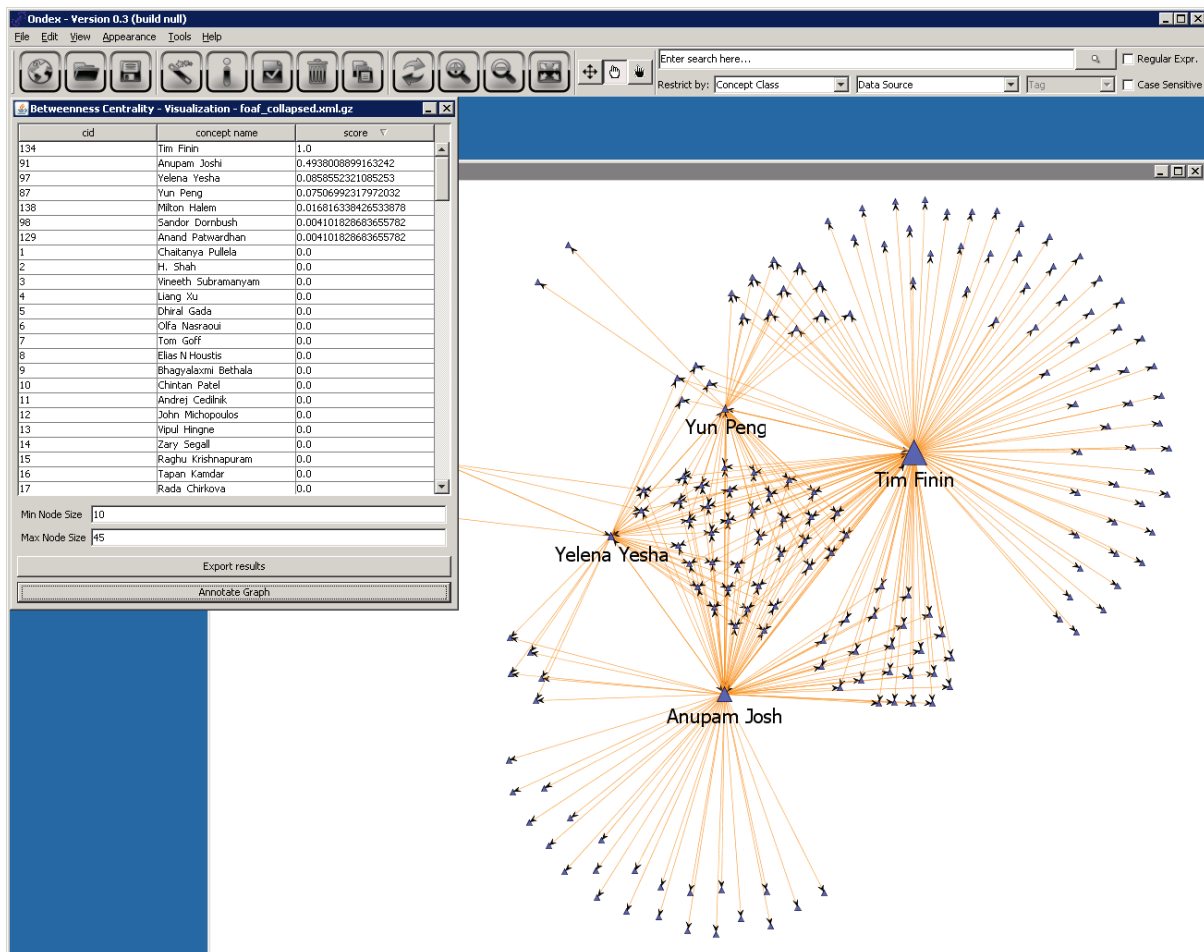 Ondex - Version 0.3 (build null)
File Edit View Appearance Tools Help
Enter search here...
Regular Expr.
Restrict by: Concept Class Data Source Tag Case Sensitive
Betweenness Centrality - Visualization - foaf_collapsed.xml.gz
cid concept name score
134 Tim Finin 1.0
91 Anupam Joshi 0.4938008899163242
97 Yelena Yesha 0.0858552321085253
87 Yun Peng 0.07506992317972032
138 Milton Halem 0.016816338426533878
98 Sandor Dornbush 0.004101828683655782
129 Anand Patwardhan 0.004101828683655782
1 Chaitanya Pullela 0.0
2 H. Shah 0.0
3 Vineeth Subramanyam 0.0
4 Liang Xu 0.0
5 Dhiral Gada 0.0
6 Olfa Nasraoui 0.0
7 Tom Goff 0.0
8 Elias N Houstis 0.0
9 Bhagyalaxmi Bethala 0.0
10 Chintan Patel 0.0
11 Andrej Cedilnik 0.0
12 John Michopoulos 0.0
13 Vipul Hingne 0.0
14 Zary Segall 0.0
15 Raghu Krishnapuram 0.0
16 Tapan Kamdar 0.0
17 Rada Chirkova 0.0
Min Node Size 10
Max Node Size 45
Export results
Annotate Graph
Yun Peng
Tim Finin
Yelena Yesha
Anupam Josh